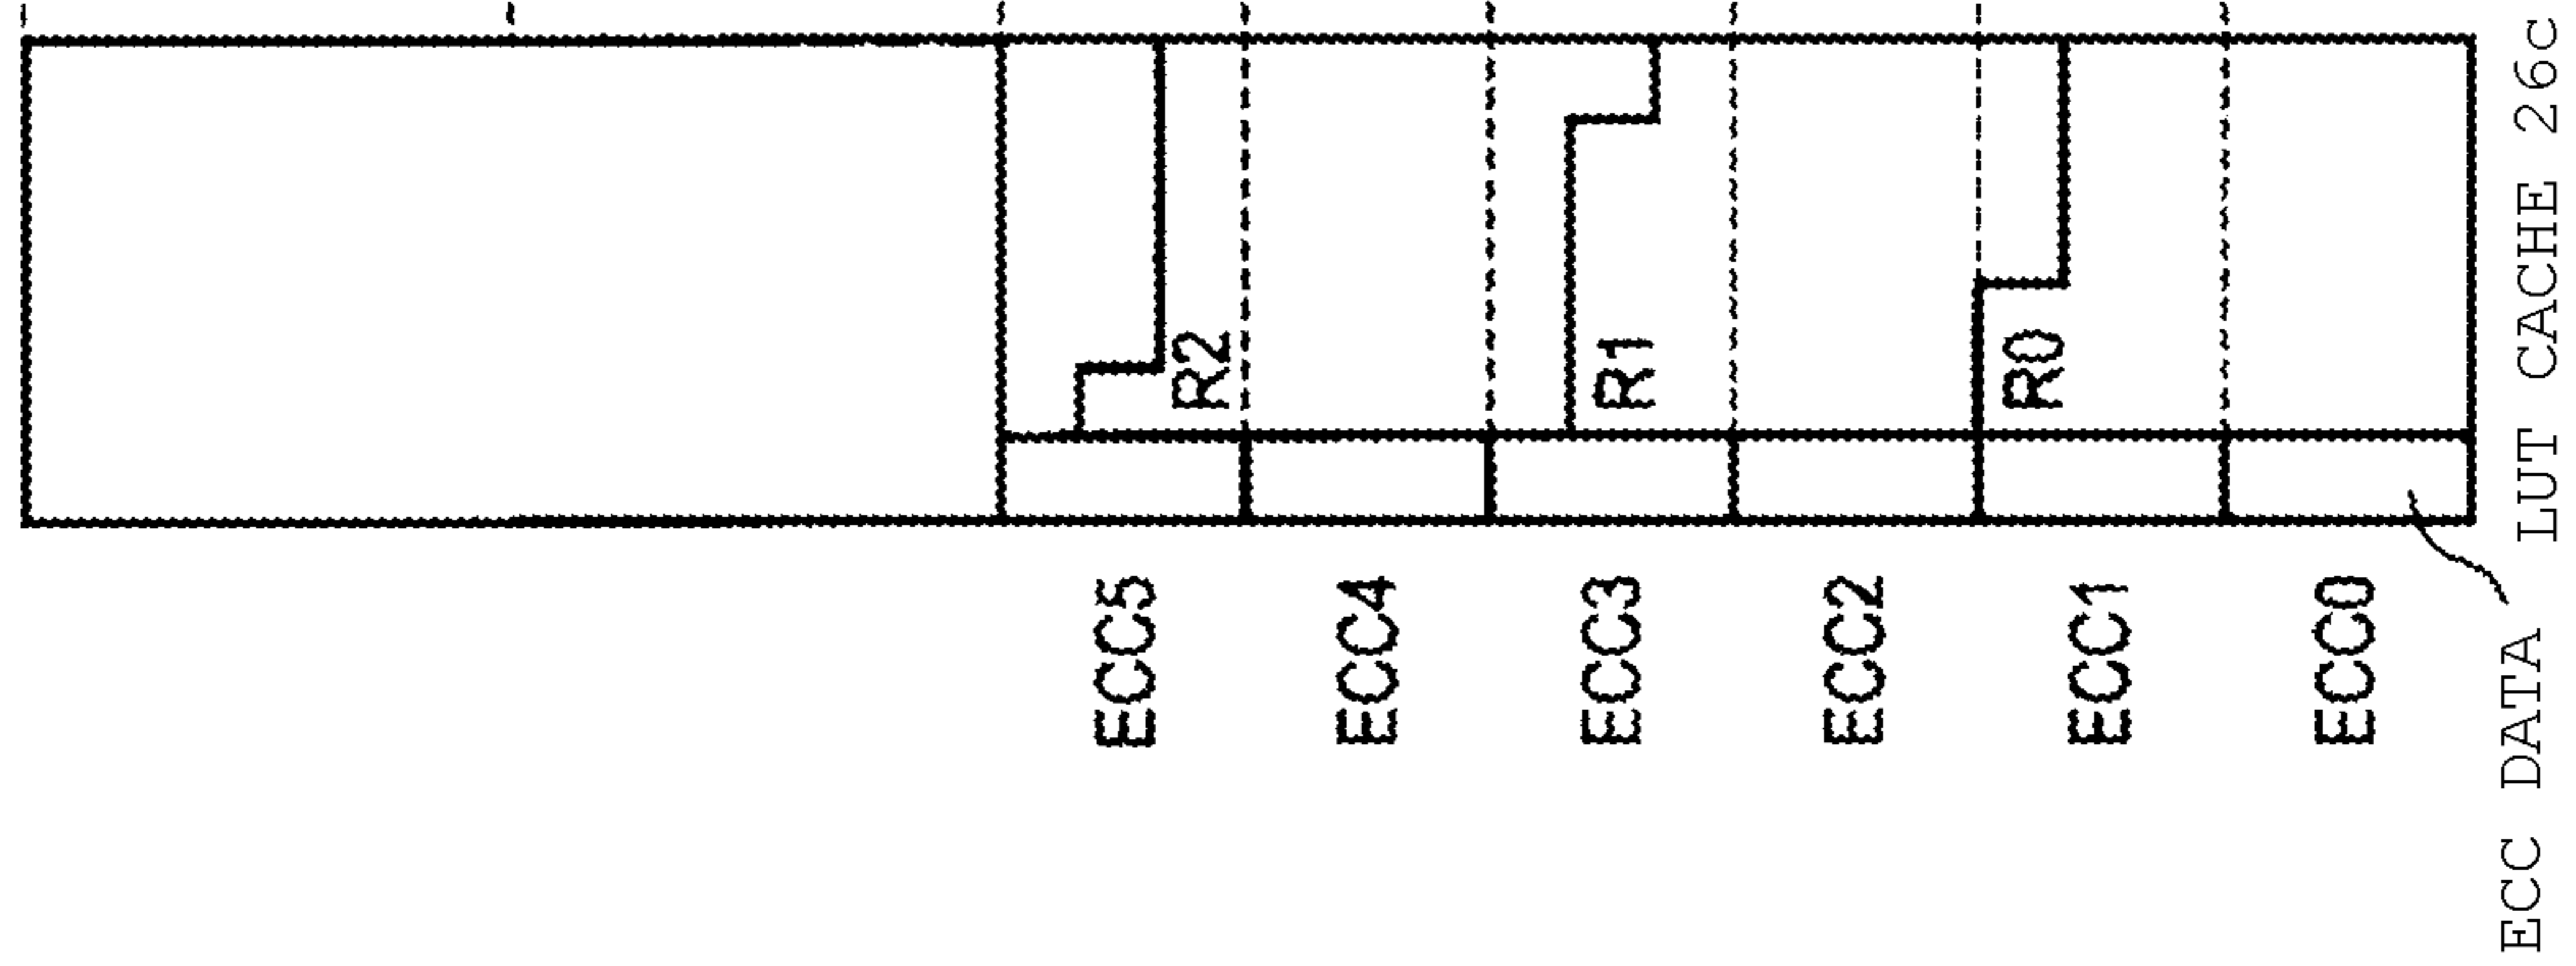 ECC5
ECC4
ECC3
ECC2
ECC1
ECC0
R2
R1
R0
ECC DATA
LUT CACHE 26c